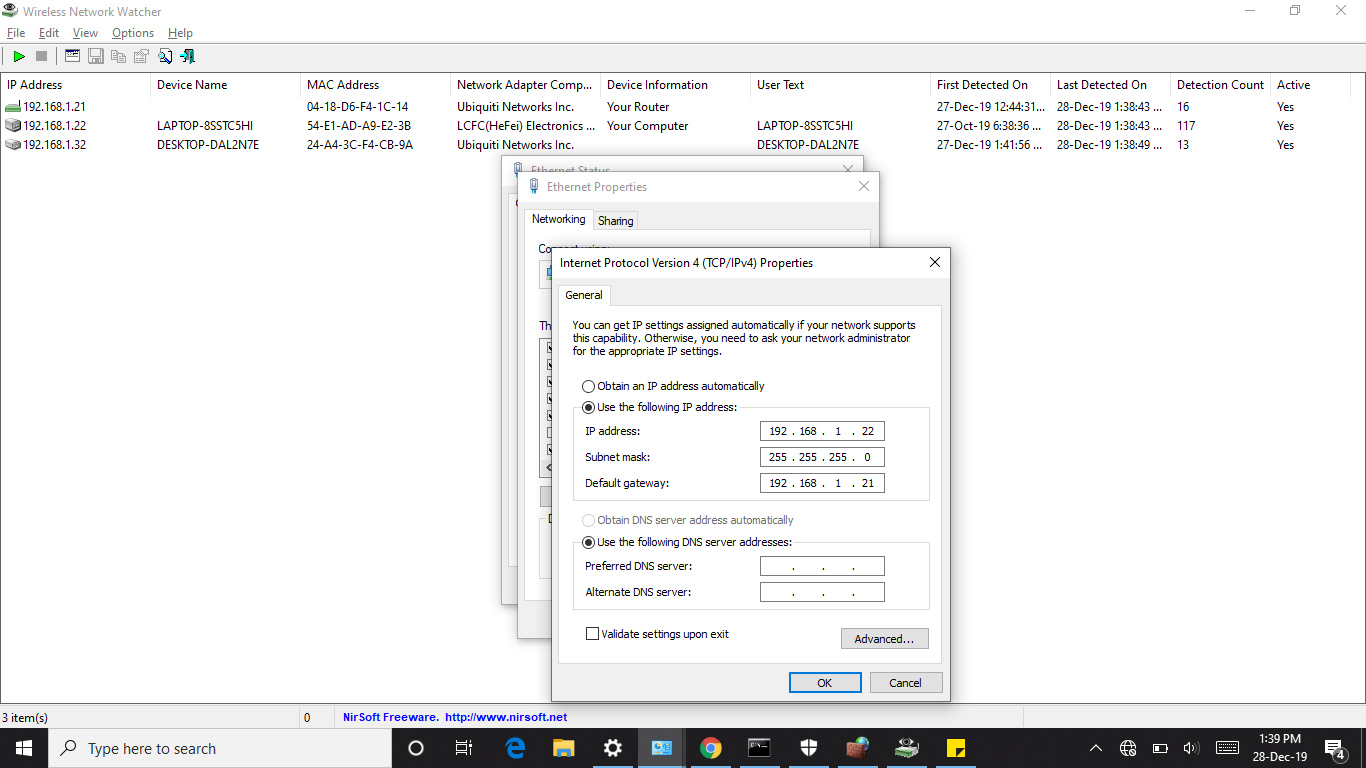 Wireless Network Watcher
File Edit View Options Help
IP Address Device Name MAC Address Network Adapter Comp... Device Information User Text First Detected On Last Detected On Detection Count Active
192.168.1.21 04-18-D6-F4-1C-14 Ubiquiti Networks Inc. Your Router 27-Dec-19 12:44:31... 28-Dec-19 1:38:43 ... 16 Yes
192.168.1.22 LAPTOP-8SSTC5HI 54-E1-AD-A9-E2-3B LCFC(HeFei) Electronics ... Your Computer LAPTOP-8SSTC5HI 27-Oct-19 6:38:36 ... 28-Dec-19 1:38:43 ... 117 Yes
192.168.1.32 DESKTOP-DAL2N7E 24-A4-3C-F4-CB-9A Ubiquiti Networks Inc. DESKTOP-DAL2N7E 27-Dec-19 1:41:56 ... 28-Dec-19 1:38:49 ... 13 Yes
Ethernet Status
Ethernet Properties
Networking Sharing
Connect using:
Internet Protocol Version 4 (TCP/IPv4) Properties
General
You can get IP settings assigned automatically if your network supports
this capability. Otherwise, you need to ask your network administrator
for the appropriate IP settings.
Obtain an IP address automatically
Use the following IP address:
IP address: 192 . 168 . 1 . 22
Subnet mask: 255 . 255 . 255 . 0
Default gateway: 192 . 168 . 1 . 21
Obtain DNS server address automatically
Use the following DNS server addresses:
Preferred DNS server: . . .
Alternate DNS server: . . .
Validate settings upon exit
Advanced...
OK Cancel
3 item(s) 0 NirSoft Freeware. http://www.nirsoft.net
Type here to search
1:39 PM
28-Dec-19
4